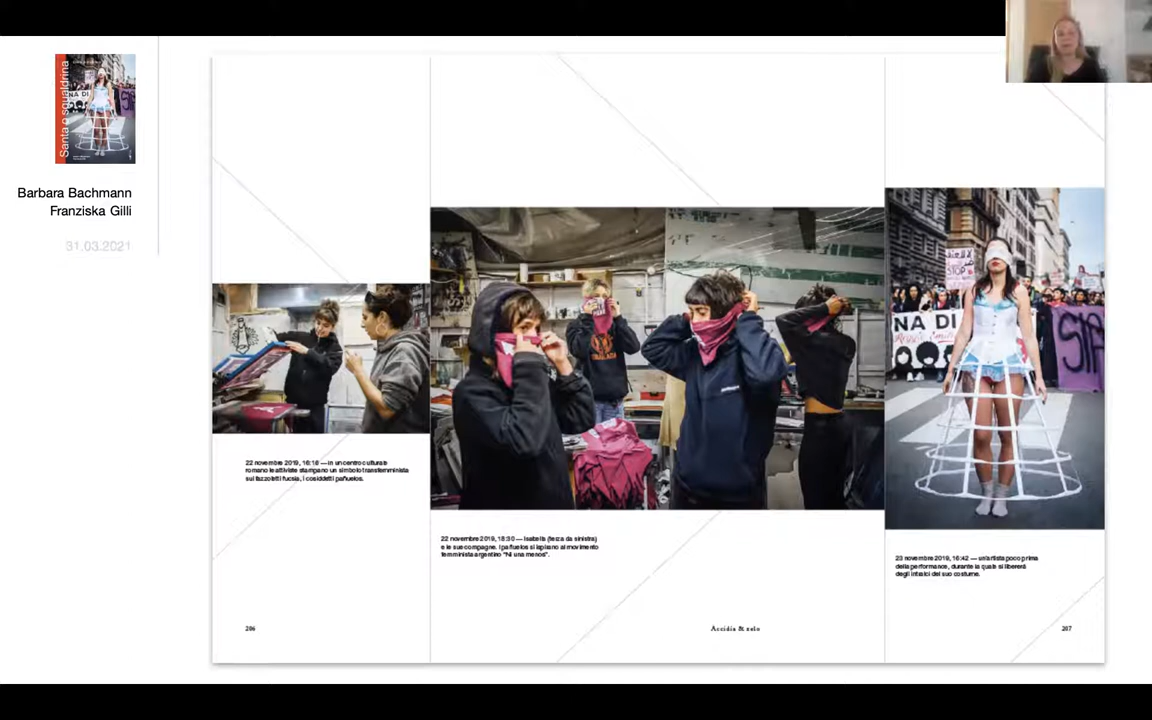 Santa o sgualdrina
Barbara Bachmann
Franziska Gilli
31.03.2021
22 novembre 2019, 16:18 — in un centro culturale
romano le attiviste stampano un simbolo transfemminista
sui fazzoletti fucsia, i cosiddetti pañuelos.
22 novembre 2019, 18:30 — Isabella (terza da sinistra)
e le sue compagne. I pañuelos si ispirano al movimento
femminista argentino "Ni una menos".
NA DI
STOP
23 novembre 2019, 16:42 — un'artista poco prima
della performance, durante la quale si libererà
degli intralci del suo costume.
206
Accidia & zelo
207